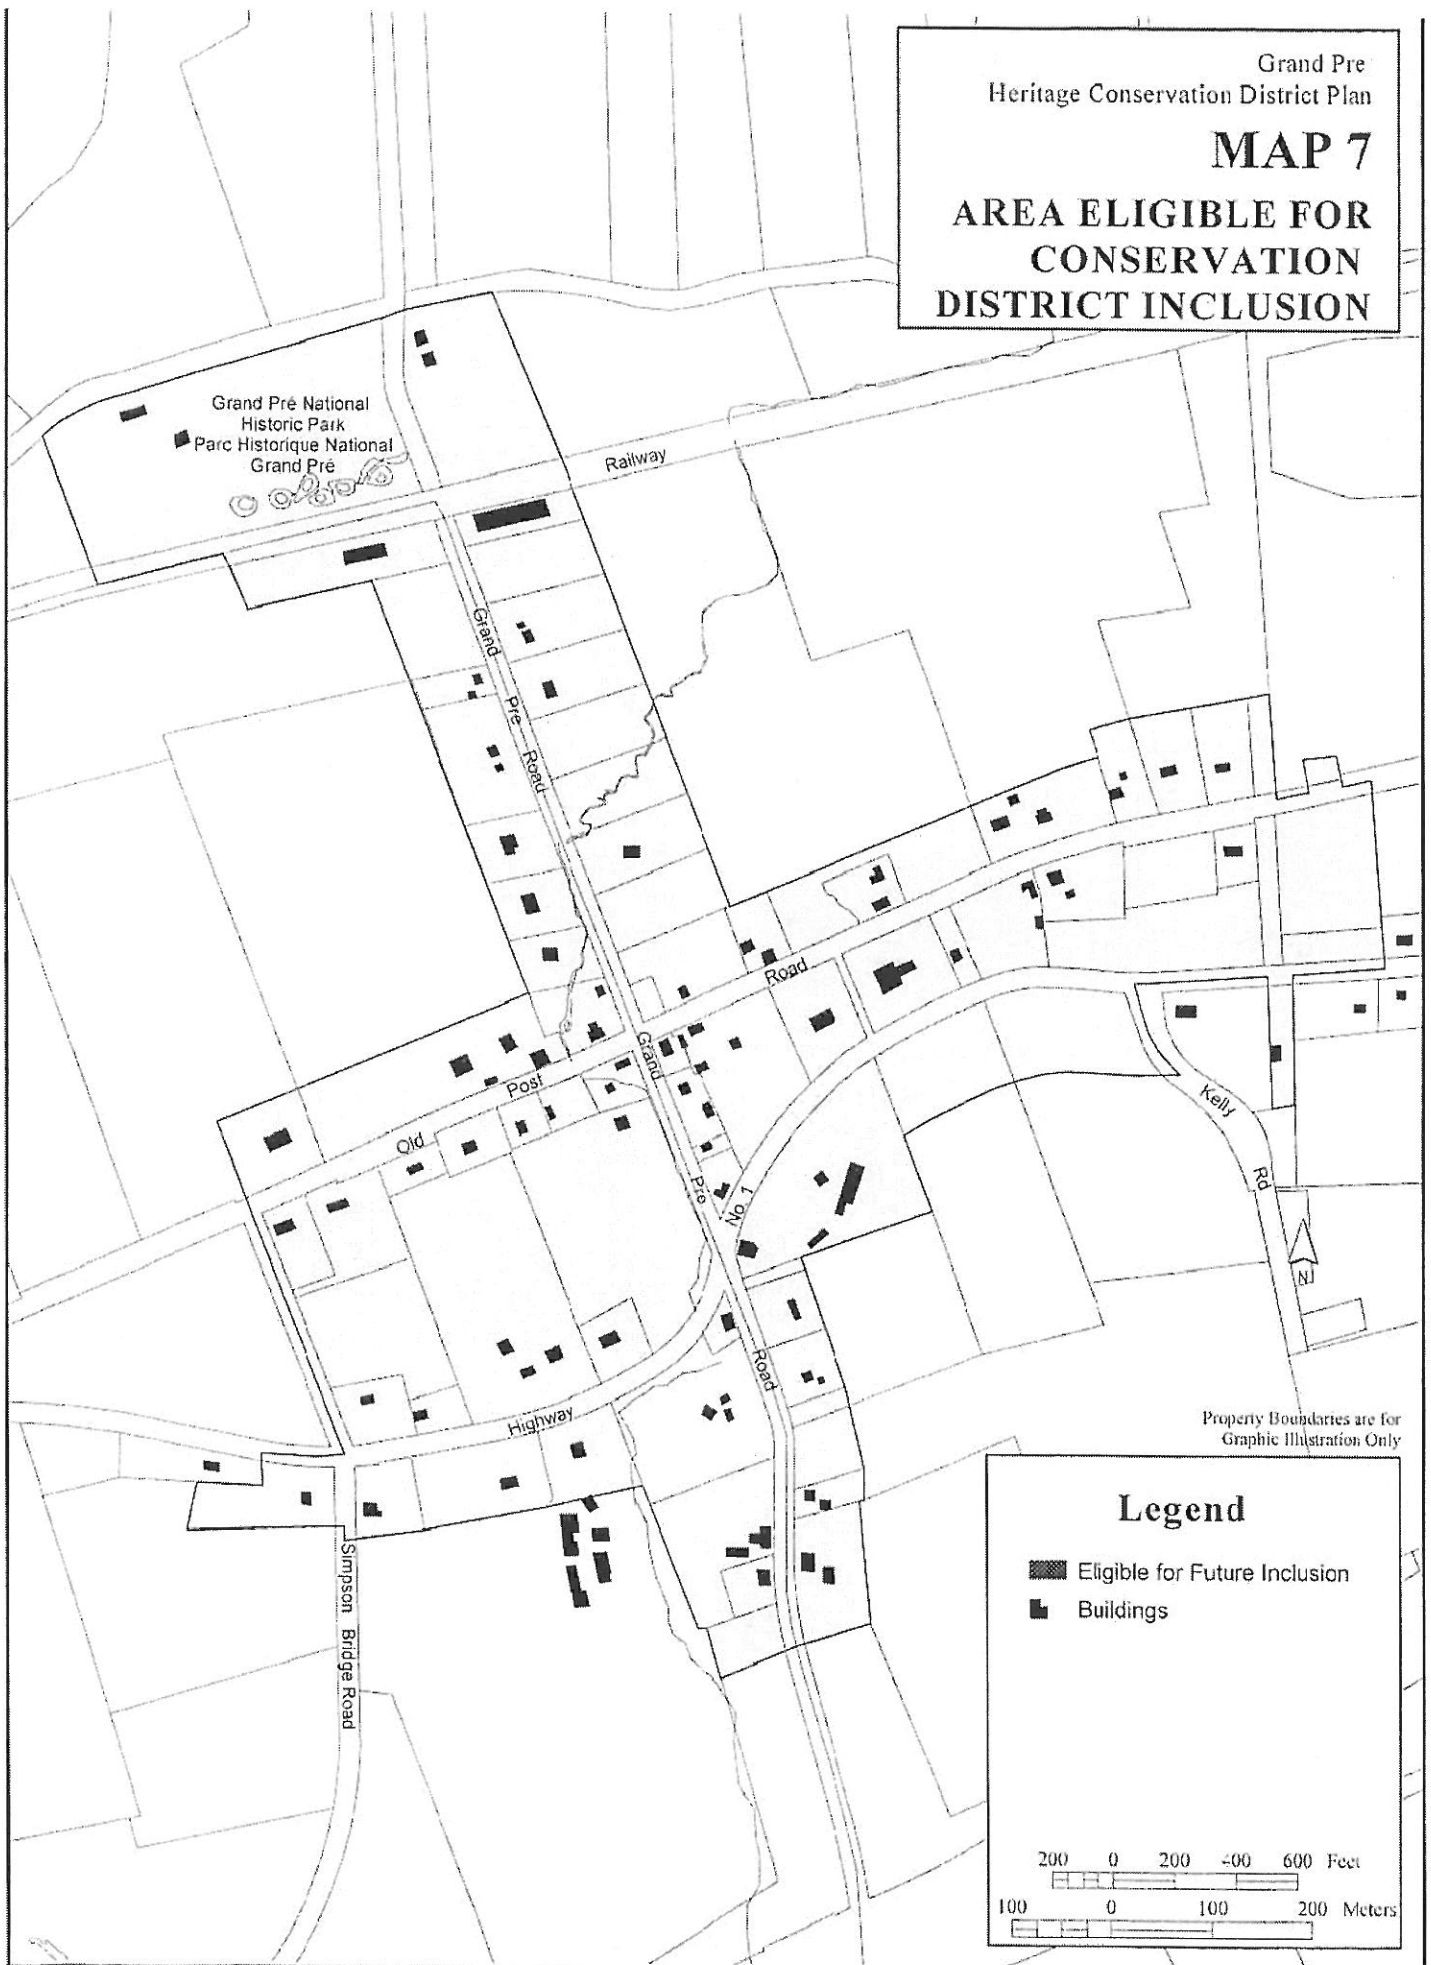 Grand Pre
Heritage Conservation District Plan
MAP 7
AREA ELIGIBLE FOR
CONSERVATION
DISTRICT INCLUSION
Grand Pré National
Historic Park
Parc Historique National
Grand Pré
Railway
Grand
Pre
Road
Road
Grand
Post
Old
Kelly
Rd
Pre
No. 1
N
Road
Highway
Simpson Bridge Road
Property Boundaries are for
Graphic Illustration Only
Legend
Eligible for Future Inclusion
Buildings
200 0 200 400 600 Feet
100 0 100 200 Meters